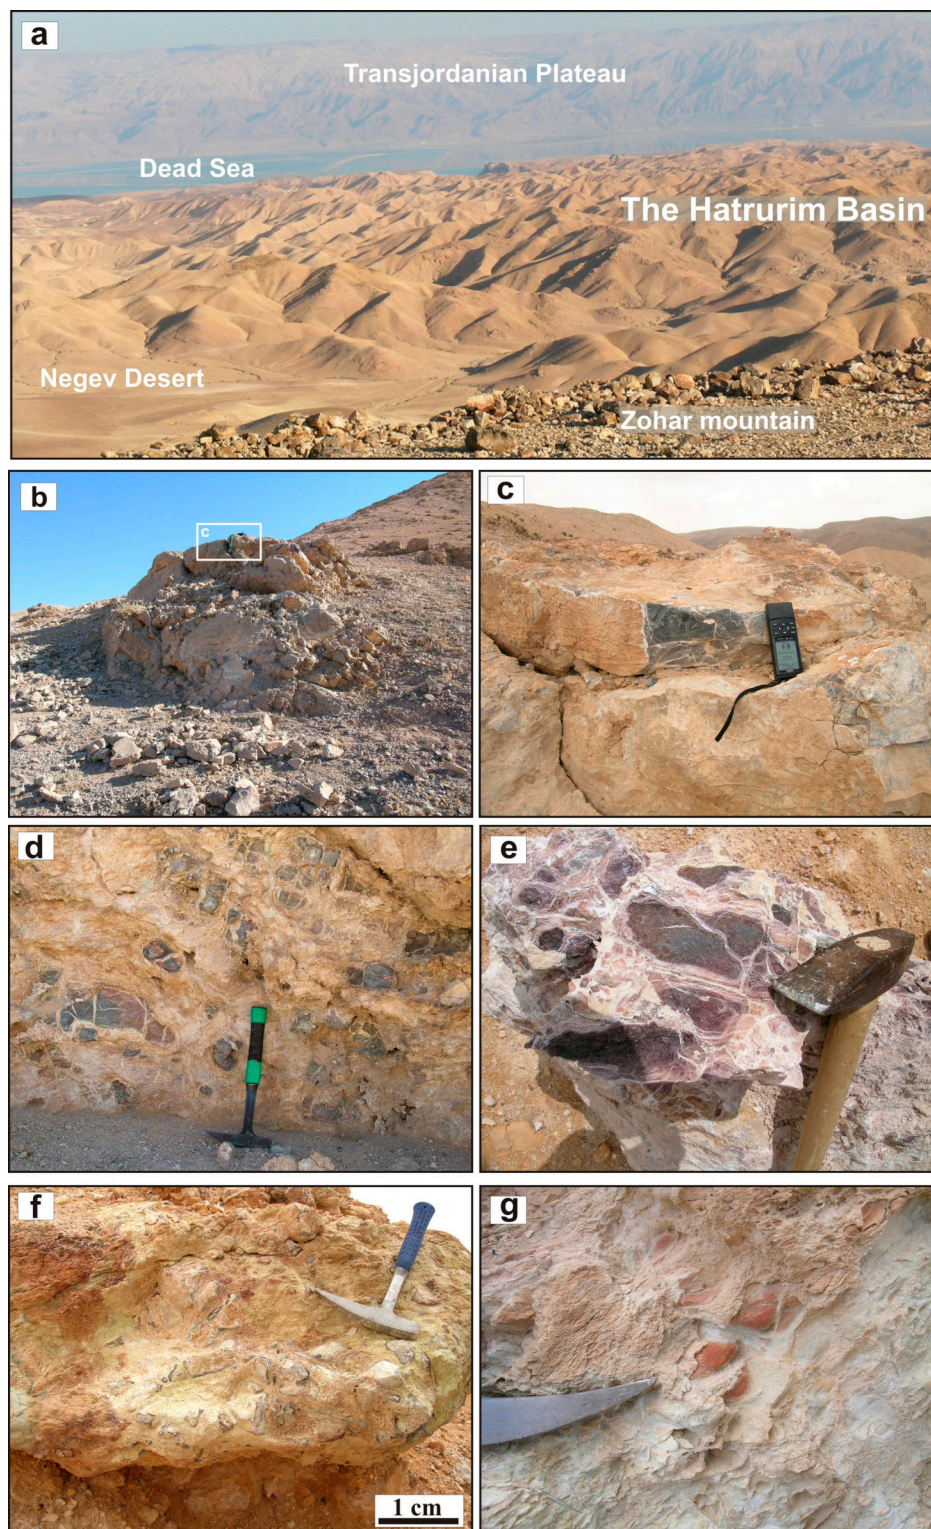 a
Transjordanian Plateau
Dead Sea
The Hatrurim Basin
Negev Desert
Zohar mountain
b
c
c
d
e
f
1 cm
g